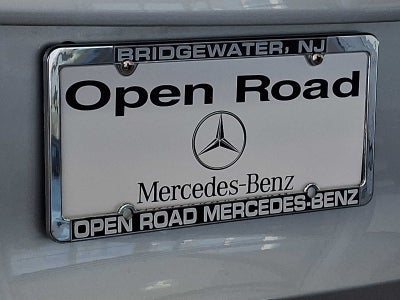 BRIDGEWATER, NJ
Open Road
Mercedes-Benz
OPEN ROAD MERCEDES-BENZ